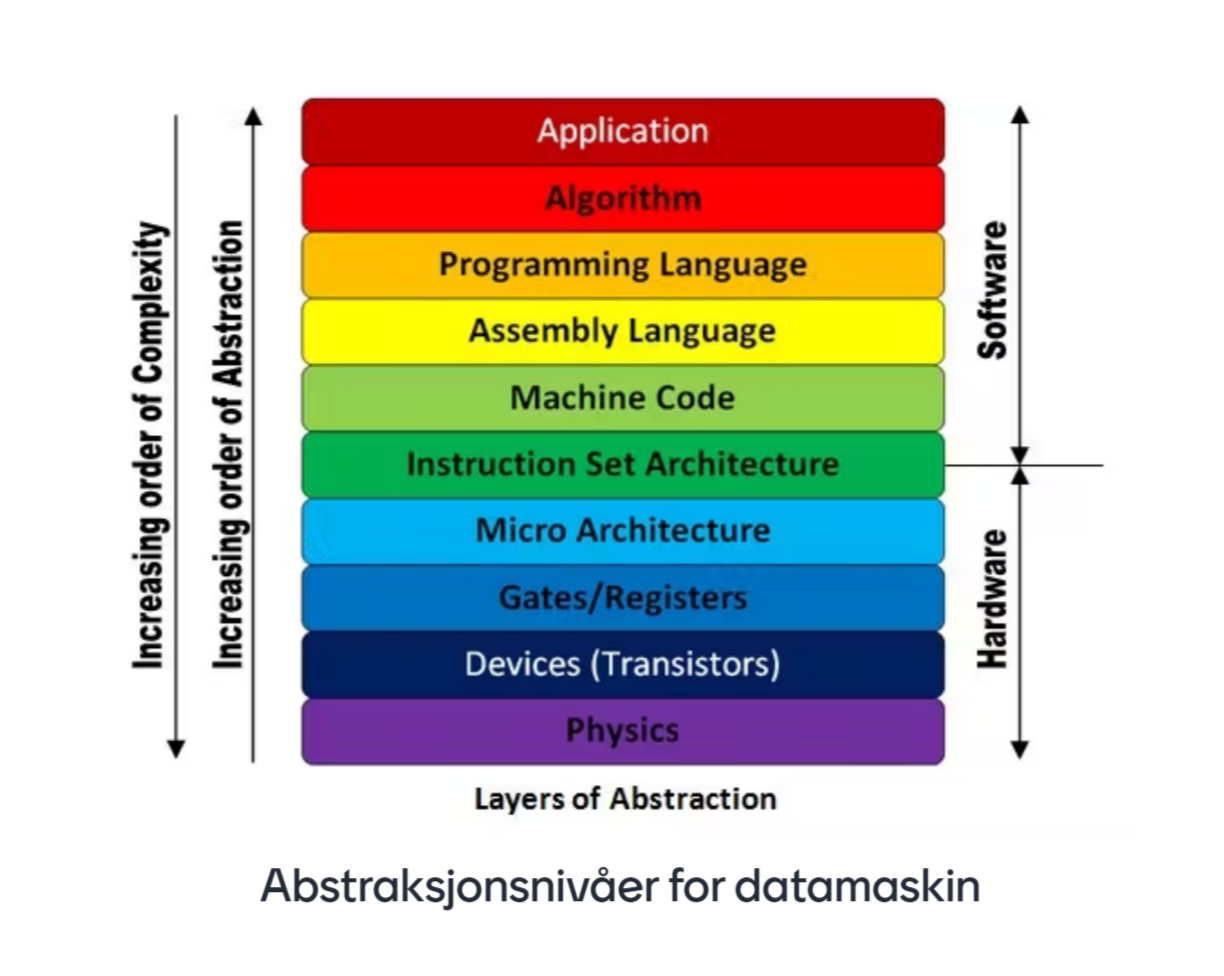 Application
Algorithm
Programming Language
Assembly Language
Machine Code
Instruction Set Architecture
Micro Architecture
Gates/Registers
Devices (Transistors)
Physics
Increasing order of Complexity
Increasing order of Abstraction
Software
Hardware
Layers of Abstraction
Abstraksjonsnivåer for datamaskin